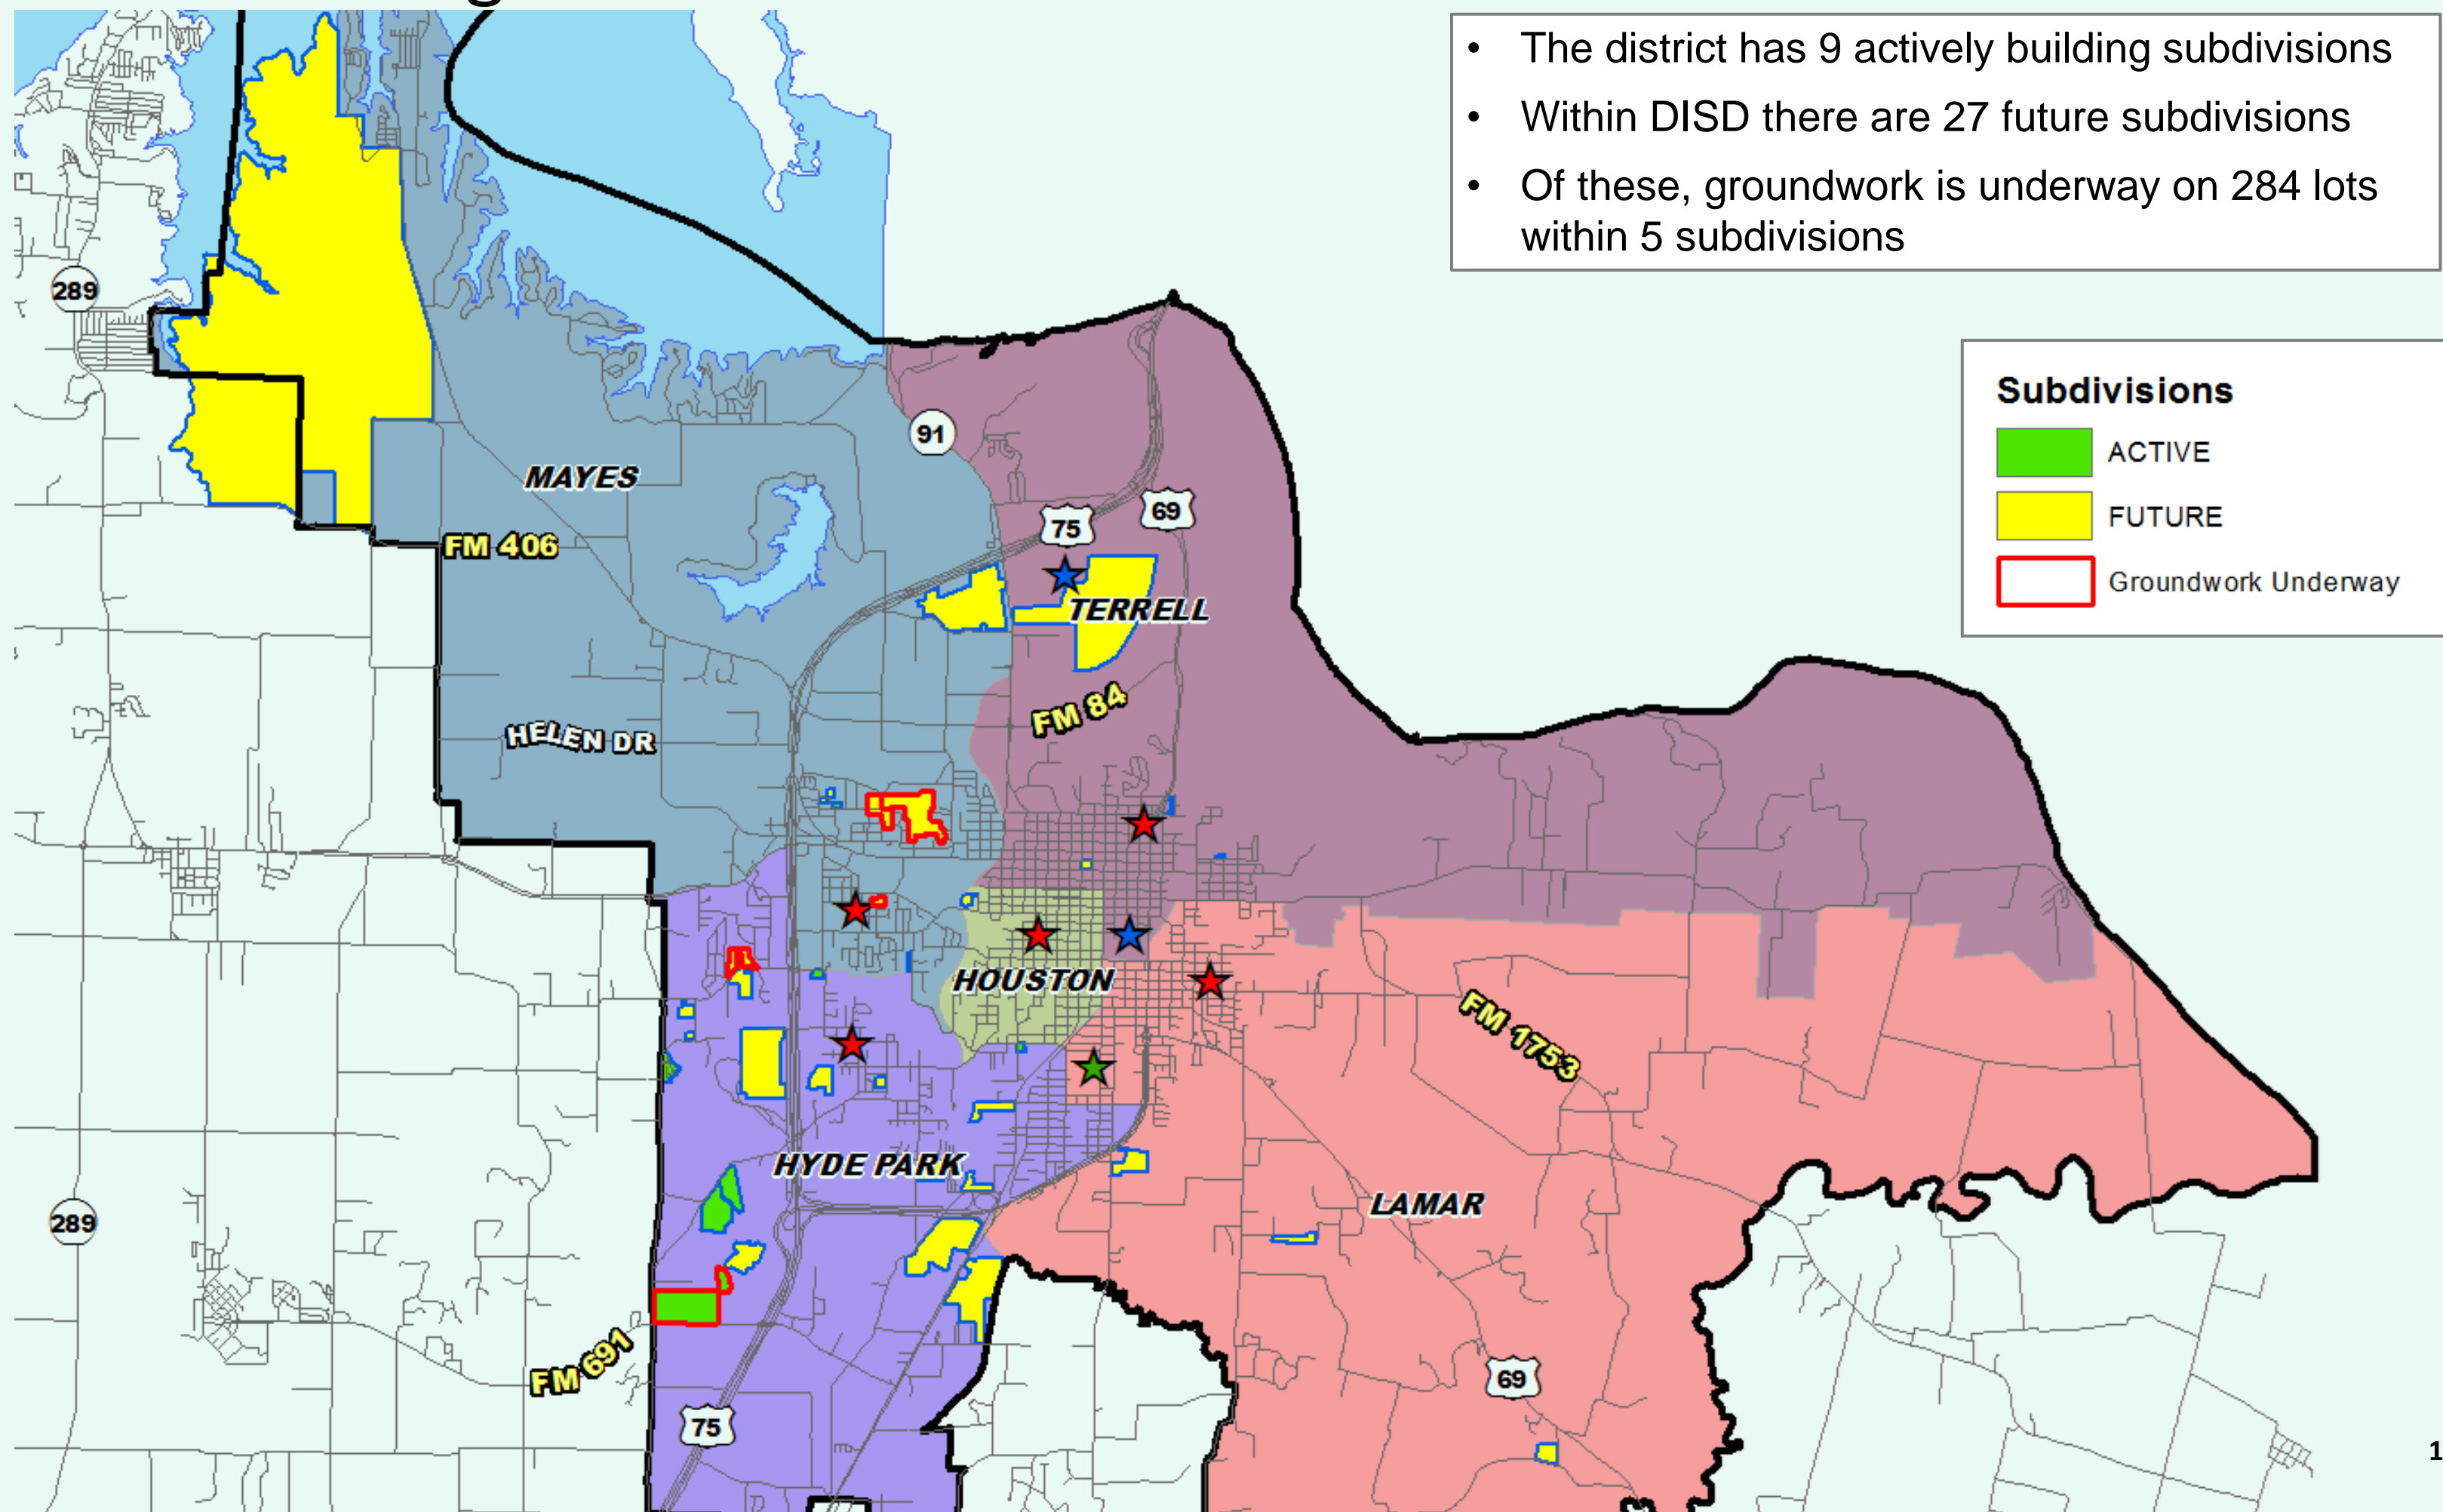 • The district has 9 actively building subdivisions
• Within DISD there are 27 future subdivisions
• Of these, groundwork is underway on 284 lots
within 5 subdivisions
289
Subdivisions
ACTIVE
FUTURE
Groundwork Underway
91
MAYES
75
69
FM 406
TERRELL
FM 84
HELEN DR
HOUSTON
FM 1753
HYDE PARK
LAMAR
289
FM 691
69
75
1